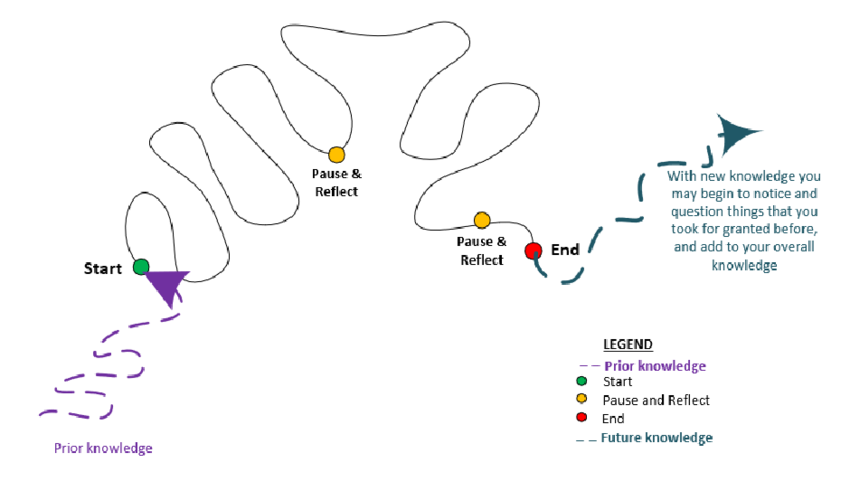 Pause &
Reflect
Start
Pause &
Reflect
End
With new knowledge you
may begin to notice and
question things that you
took for granted before,
and add to your overall
knowledge
Prior knowledge
LEGEND
Prior knowledge
Start
Pause and Reflect
End
Future knowledge